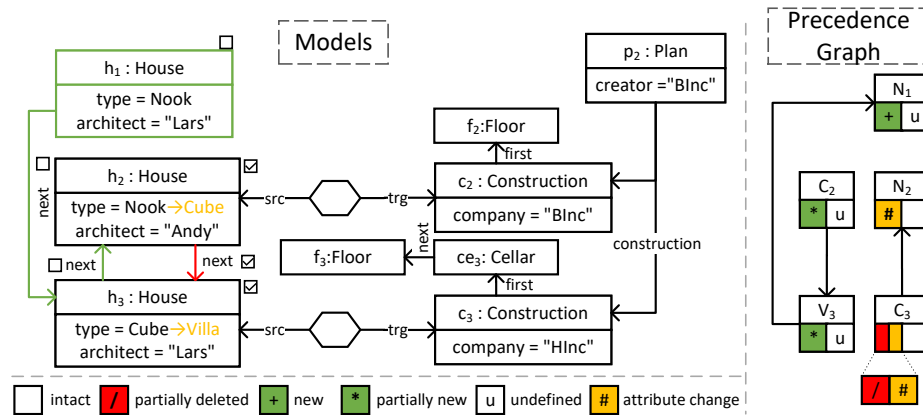 Models
Precedence
Graph
h₁ : House
type = Nook
architect = "Lars"
p₂ : Plan
creator ="BInc"
N₁
+
u
f₂:Floor
first
next
h₂ : House
type = Nook→Cube
architect = "Andy"
src
trg
c₂ : Construction
company = "BInc"
C₂
*
u
N₂
#
next
next
f₃:Floor
next
ce₃: Cellar
construction
first
h₃ : House
type = Cube→Villa
architect = "Lars"
src
trg
c₃ : Construction
company = "HInc"
V₃
*
u
C₃
/
#
intact
/ partially deleted
+ new
* partially new
u undefined
# attribute change